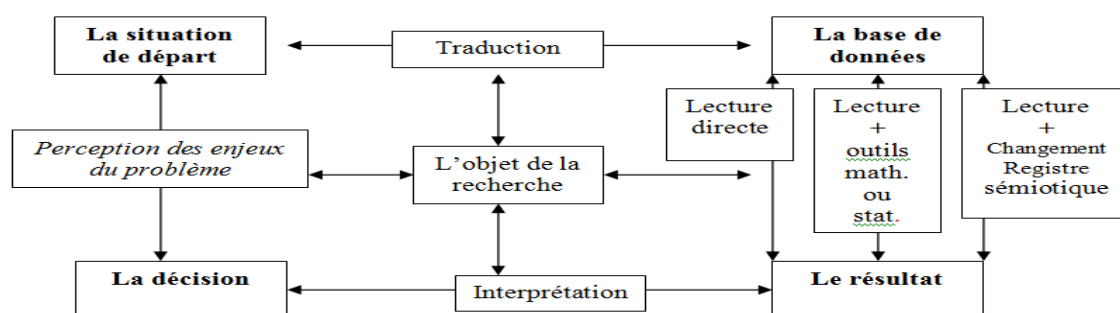 La situation
de départ
Traduction
La base de
données
Lecture
directe
Lecture
+
outils
math.
ou
stat.
Lecture
+
Changement
Registre
sémiotique
Perception des enjeux
du problème
L'objet de la
recherche
La décision
Interprétation
Le résultat